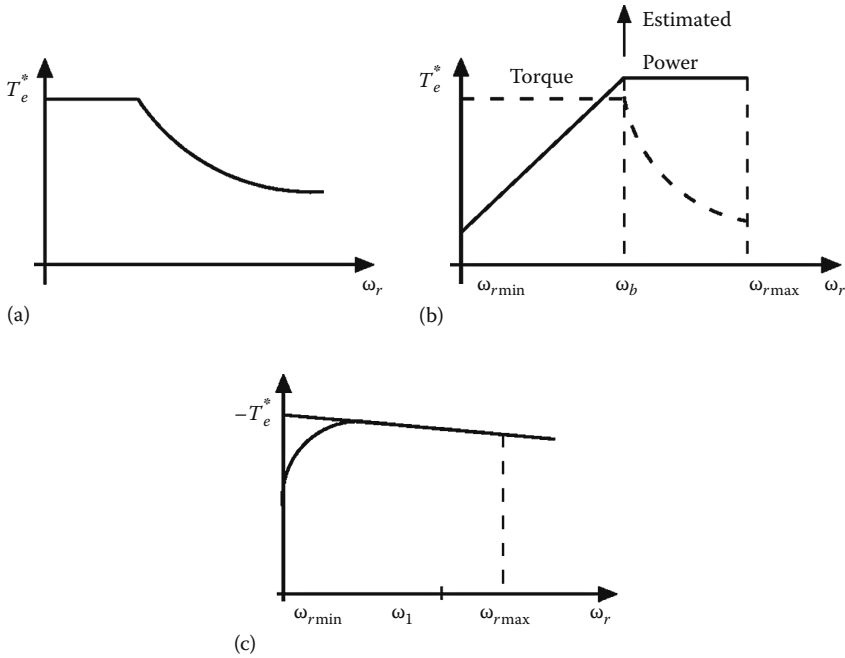 Estimated
T*e
Torque
Power
T*e
ωr
(a)
ωrmin
ωb
ωrmax
ωr
(b)
–T*e
ωrmin
ω1
ωrmax
ωr
(c)